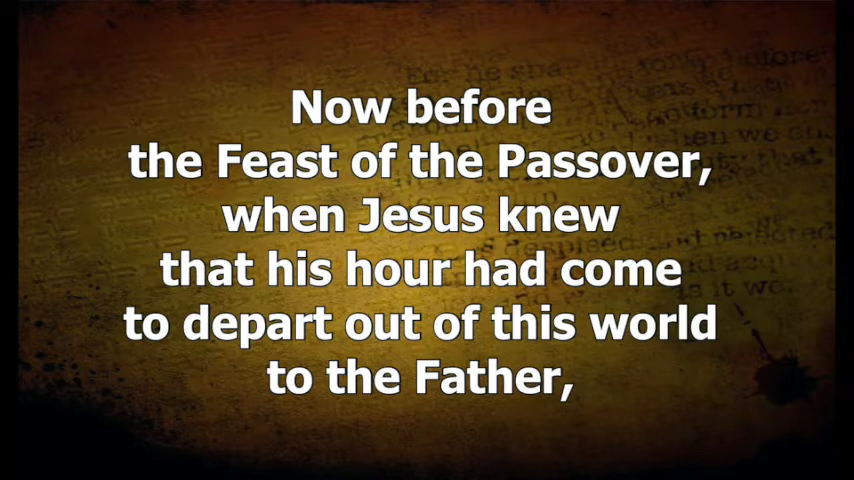 Now before
the Feast of the Passover,
when Jesus knew
that his hour had come
to depart out of this world
to the Father,